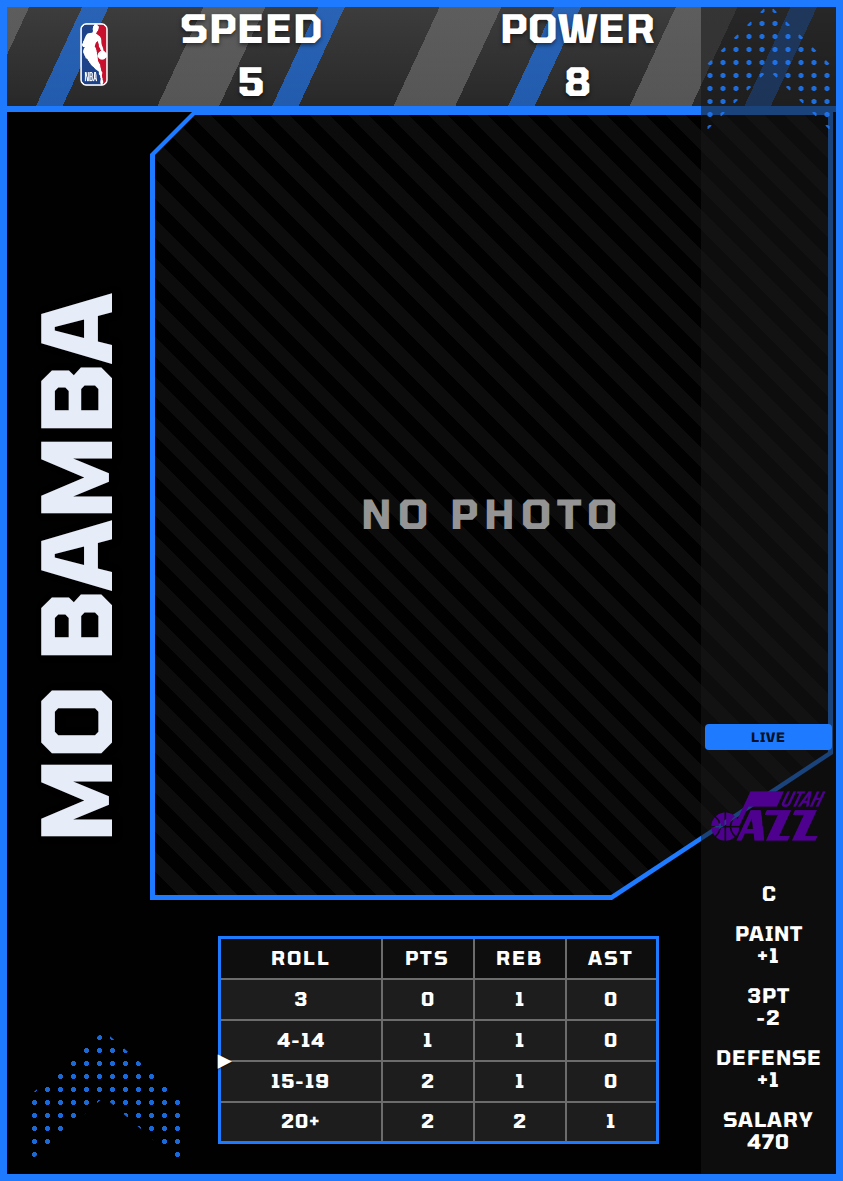 SPEED
5
POWER
8
NBA
MO BAMBA
NO PHOTO
LIVE
UTAH
JAZZ
C
PAINT
+1
3PT
-2
DEFENSE
+1
SALARY
470
ROLL PTS REB AST
3 0 1 0
4-14 1 1 0
15-19 2 1 0
20+ 2 2 1